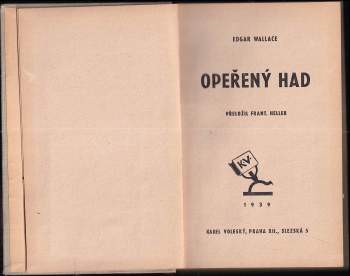 EDGAR WALLACE
OPEŘENÝ HAD
PŘELOŽIL FRANT. HELLER
KV
1939
KAREL VOLESKÝ, PRAHA XII., SLEZSKÁ 5